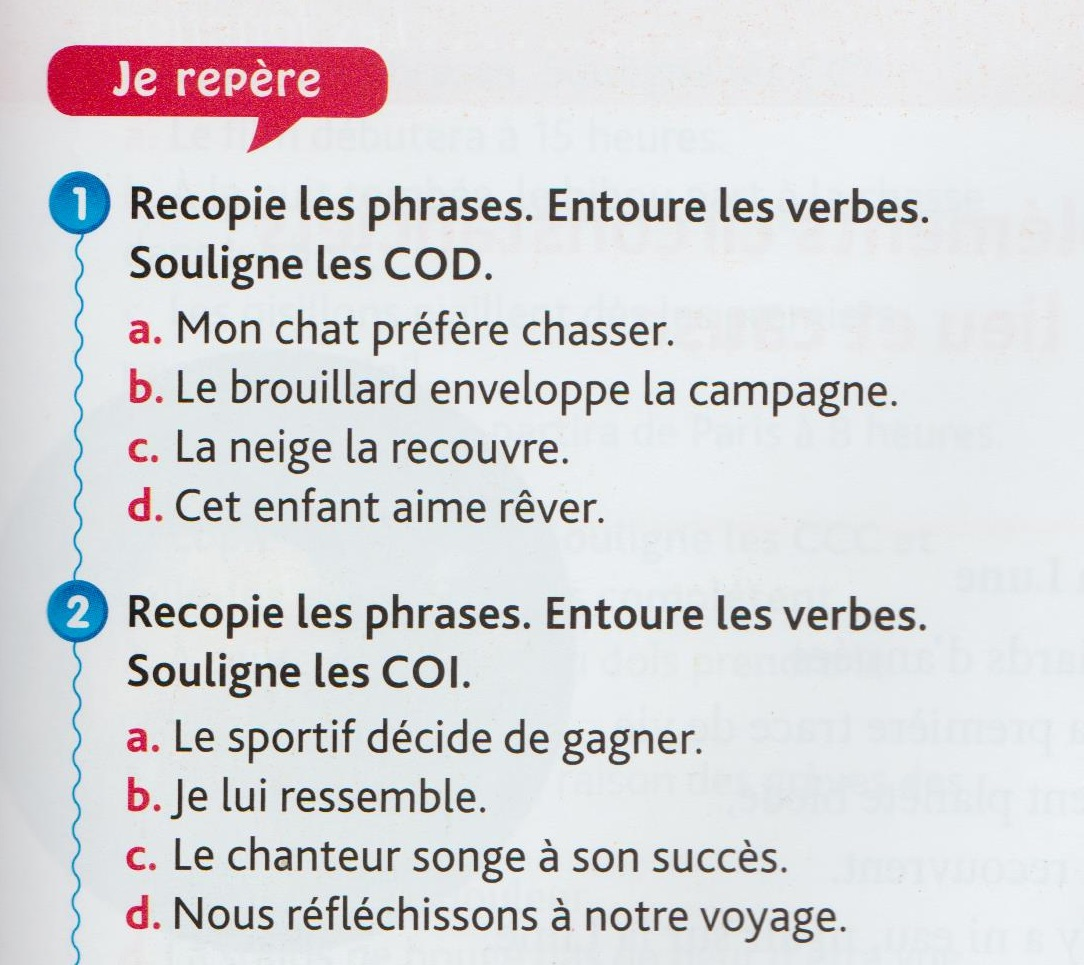 Je repère
1 Recopie les phrases. Entoure les verbes.
Souligne les COD.
a. Mon chat préfère chasser.
b. Le brouillard enveloppe la campagne.
c. La neige la recouvre.
d. Cet enfant aime rêver.
2 Recopie les phrases. Entoure les verbes.
Souligne les COI.
a. Le sportif décide de gagner.
b. Je lui ressemble.
c. Le chanteur songe à son succès.
d. Nous réfléchissons à notre voyage.